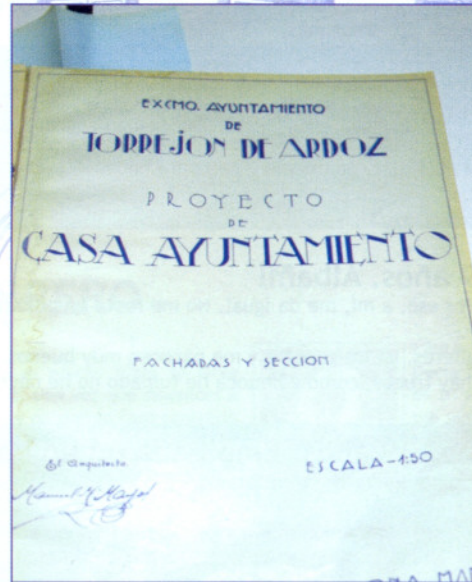 EXCMO. AYUNTAMIENTO
DE
TORREJON DE ARDOZ
PROYECTO
DE
CASA AYUNTAMIENTO
FACHADAS Y SECCION
El Arquitecto
ESCALA-1:50